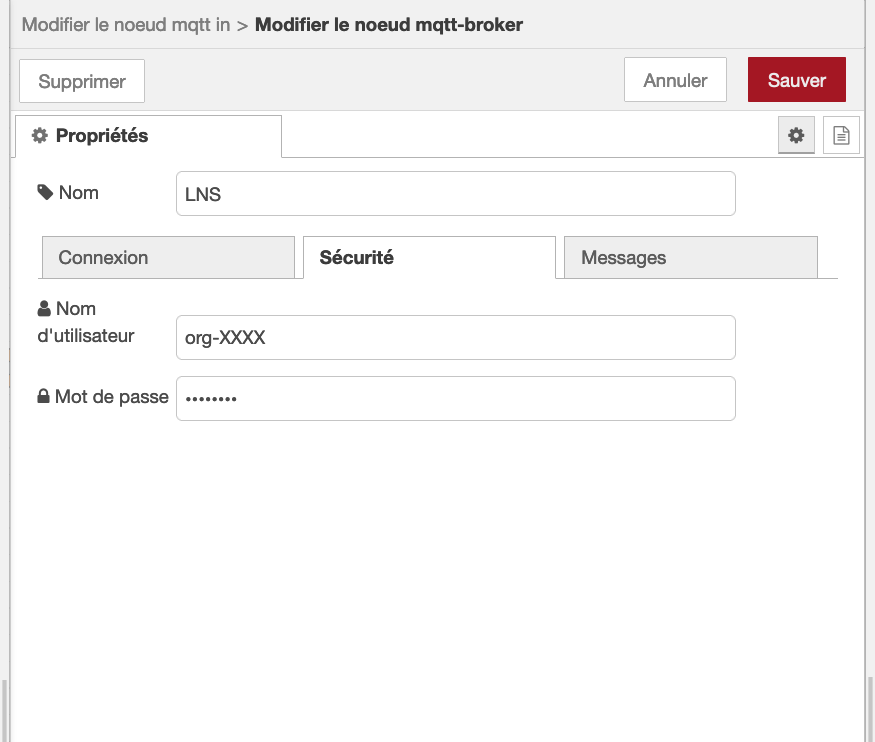 Modifier le noeud mqtt in > Modifier le noeud mqtt-broker
Supprimer
Annuler
Sauver
Propriétés
Nom
LNS
Connexion
Sécurité
Messages
Nom
d'utilisateur
org-XXXX
Mot de passe
••••••••